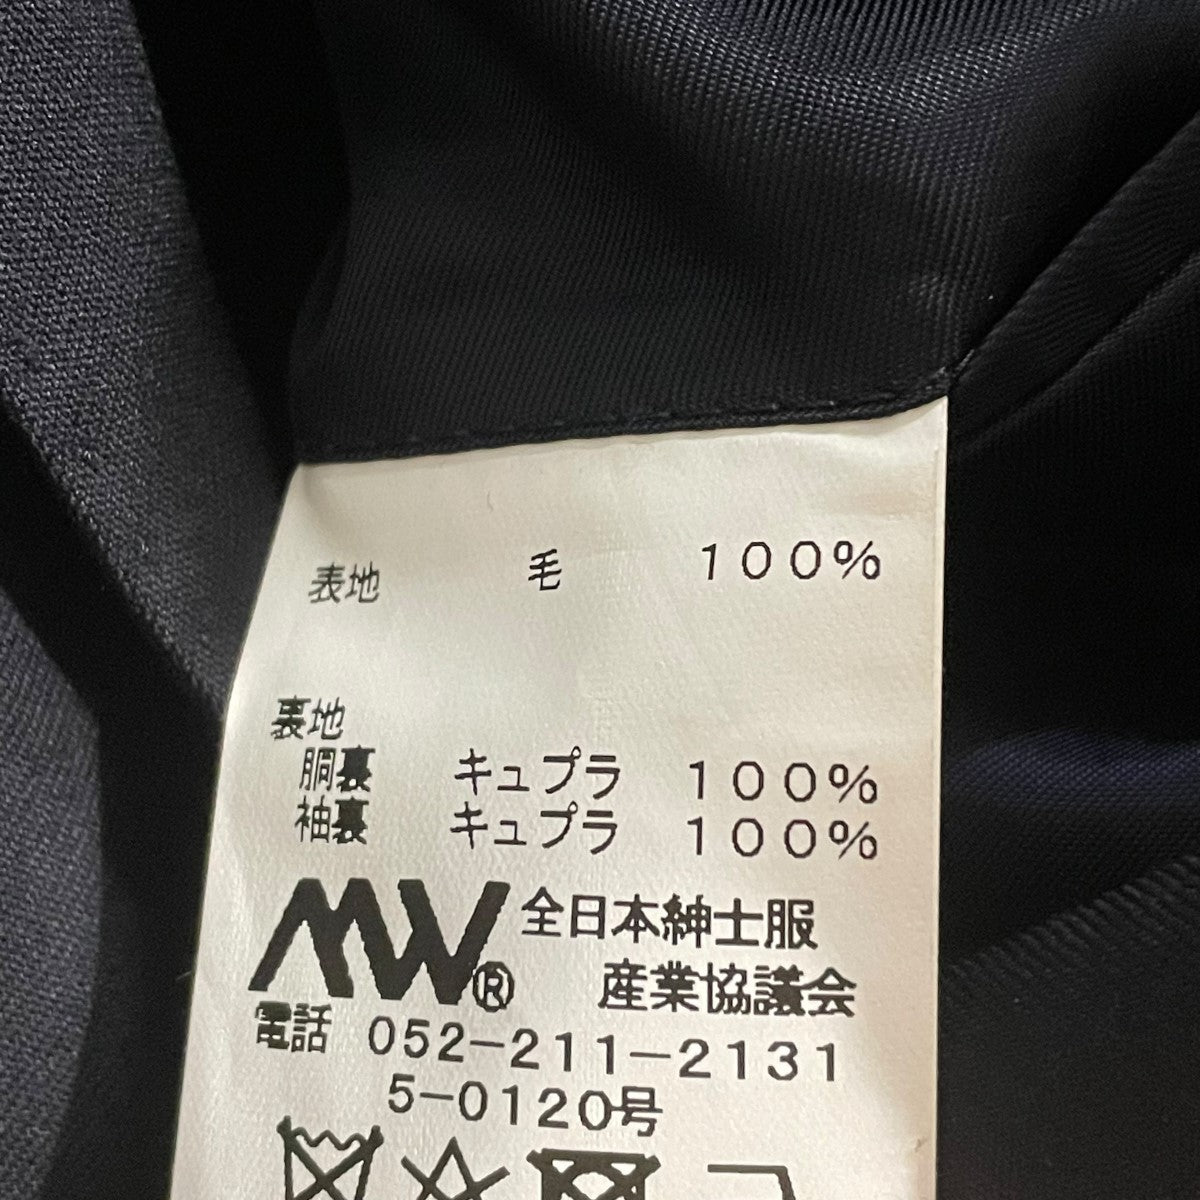 表地 毛 100%
裏地
胴裏 キュプラ 100%
袖裏 キュプラ 100%
MW® 全日本紳士服
産業協議会
電話 052-211-2131
5-0120号